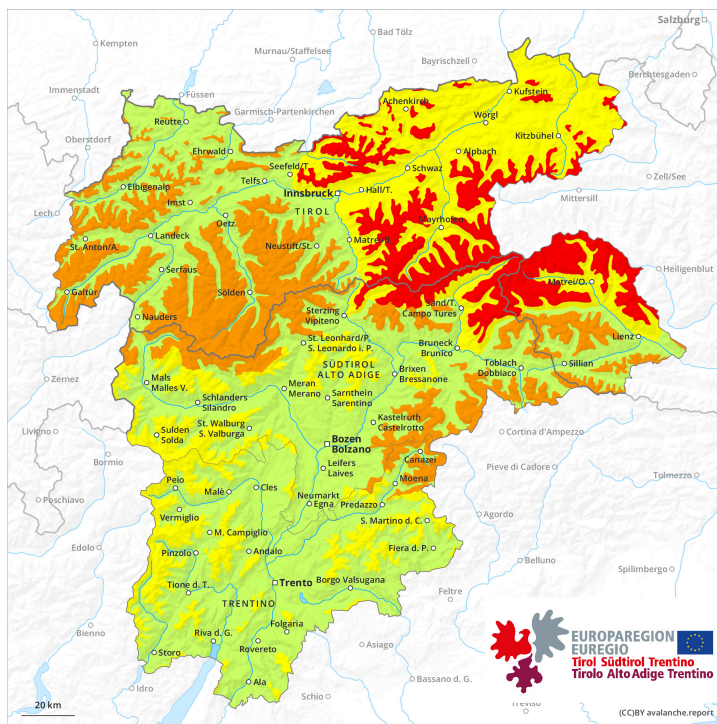 Salzburg
Kempten
Bad Tölz
Murnau/Staffelsee
Bayrischzell
Berchtesgaden
Immenstadt
Füssen
Achenkirch
Kufstein
Garmisch-Partenkirchen
Reutte
Wörgl
Kitzbühel
Oberstdorf
Ehrwald
Seefeld/T.
Alpbach
Schwaz
Telfs
Zell/See
Elbigenalp
Innsbruck
Hall/T.
Mittersill
Imst
Lech
TIROL
Oetz
Mayrhofen
St. Anton/A.
Landeck
Neustift/St.
Matrei/B.
Serfaus
Heiligenblut
Galtür
Sölden
Matrei/O.
Sand/T.
Campo Tures
Nauders
Sterzing
Vipiteno
Lienz
St. Leonhard/P.
S. Leonardo i. P.
Bruneck
Brunico
Toblach
Dobbiaco
Sillian
SÜDTIROL
ALTO ADIGE
Brixen
Bressanone
Mals
Malles V.
Meran
Merano
Zernez
Schlanders
Silandro
Sarnthein
Sarentino
St. Walburg
S. Valburga
Kastelruth
Castelrotto
Livigno
Sulden
Solda
Bozen
Bolzano
Cortina d'Ampezzo
Bormio
Leifers
Laives
Canazei
Pieve di Cadore
Tolmezzo
Poschiavo
Peio
Malè
Cles
Neumarkt
Egna
Moena
Predazzo
Vermiglio
Agordo
S. Martino d. C.
M. Campiglio
Edolo
Pinzolo
Andalo
Fiera d. P.
Belluno
Spilimbergo
Tione d. T.
Trento
Borgo Valsugana
Feltre
TRENTINO
Folgaria
Bienno
Riva d. G.
Rovereto
Asiago
Storo
Ala
Bassano d. G.
Idro
Schio
Treviso
EUROPAREGION
EUREGIO
Tirol Südtirol Trentino
Tirolo Alto Adige Trentino
20 km
(CC)BY avalanche.report